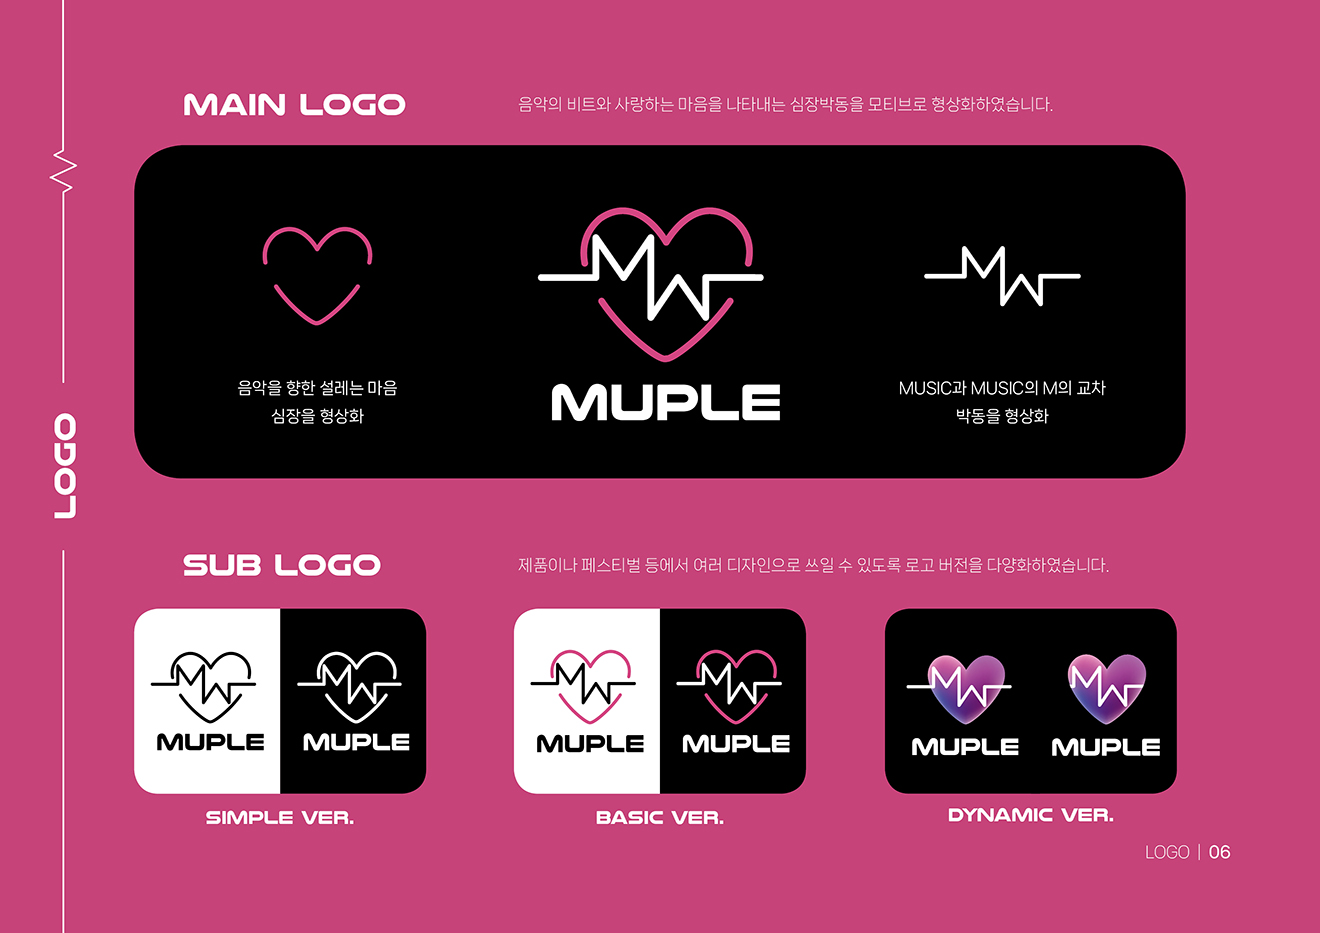 MAIN LOGO
음악의 비트와 사랑하는 마음을 나타내는 심장박동을 모티브로 형상화하였습니다.
음악을 향한 설레는 마음
심장을 형상화
MUPLE
MUSIC과 MUSIC의 M의 교차
박동을 형상화
LOGO
SUB LOGO
제품이나 페스티벌 등에서 여러 디자인으로 쓰일 수 있도록 로고 버전을 다양화하였습니다.
MUPLE
MUPLE
MUPLE
MUPLE
MUPLE
MUPLE
SIMPLE VER.
BASIC VER.
DYNAMIC VER.
LOGO | 06